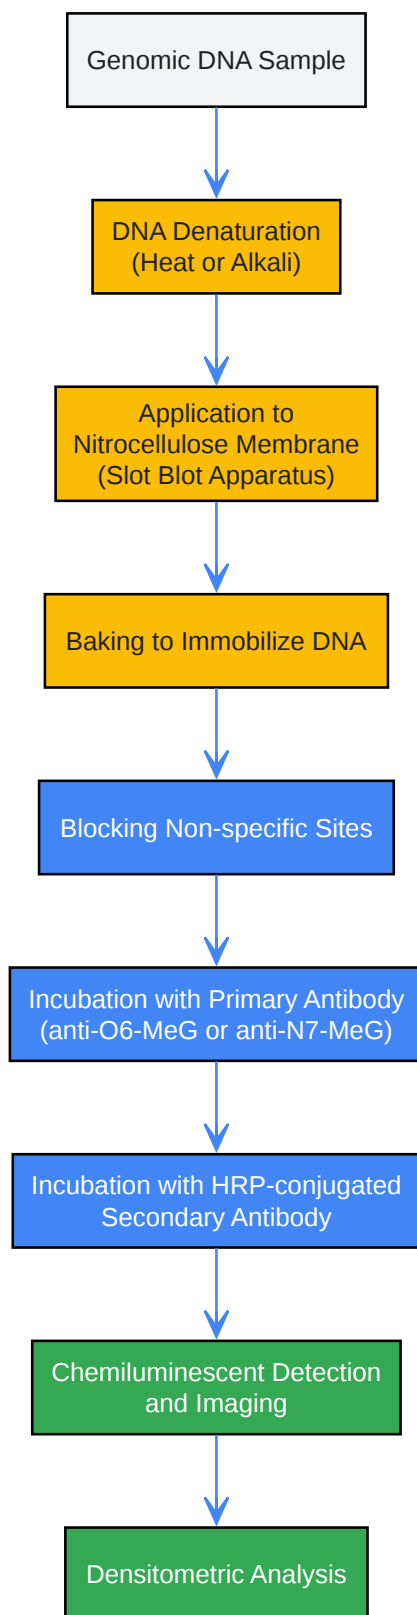 Genomic DNA Sample
DNA Denaturation
(Heat or Alkali)
Application to
Nitrocellulose Membrane
(Slot Blot Apparatus)
Baking to Immobilize DNA
Blocking Non-specific Sites
Incubation with Primary Antibody
(anti-O6-MeG or anti-N7-MeG)
Incubation with HRP-conjugated
Secondary Antibody
Chemiluminescent Detection
and Imaging
Densitometric Analysis